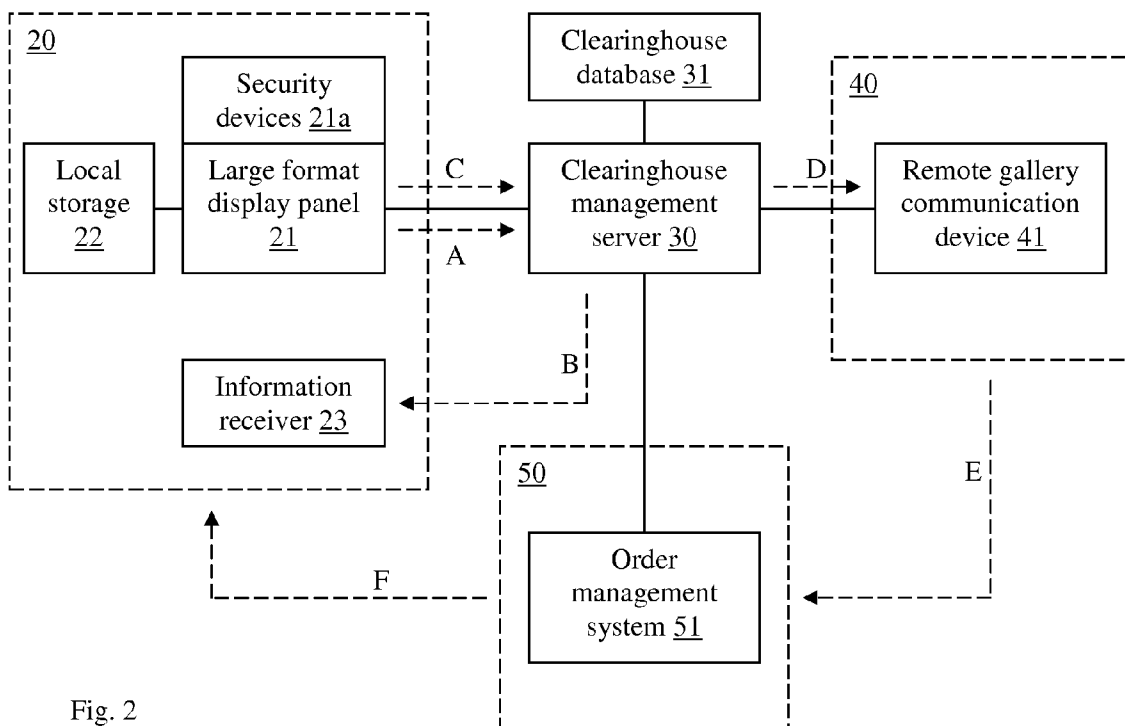 20
Security
devices 21a
Local
storage
22
Large format
display panel
21
Information
receiver 23
C
A
B
Clearinghouse
database 31
Clearinghouse
management
server 30
D
40
Remote gallery
communication
device 41
E
50
Order
management
system 51
F
Fig. 2